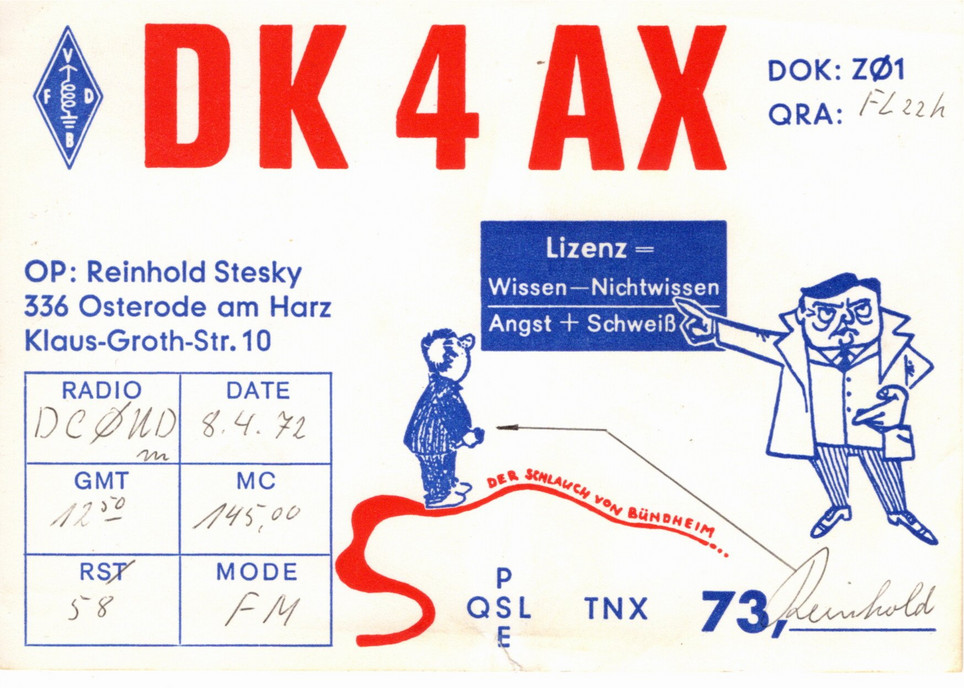 V
F D
B
DK 4 AX
DOK: ZØ1
QRA: FL22h
OP: Reinhold Stesky
336 Osterode am Harz
Klaus-Groth-Str. 10
Lizenz =
Wissen—Nichtwissen
Angst + Schweiß
RADIO DATE
DCØUD 8.4.72
m
GMT MC
12 50 145,00
RST MODE
58 FM
DER SCHLAUCH VON BÜNDHEIM...
PSE
QSL TNX 73, Reinhold